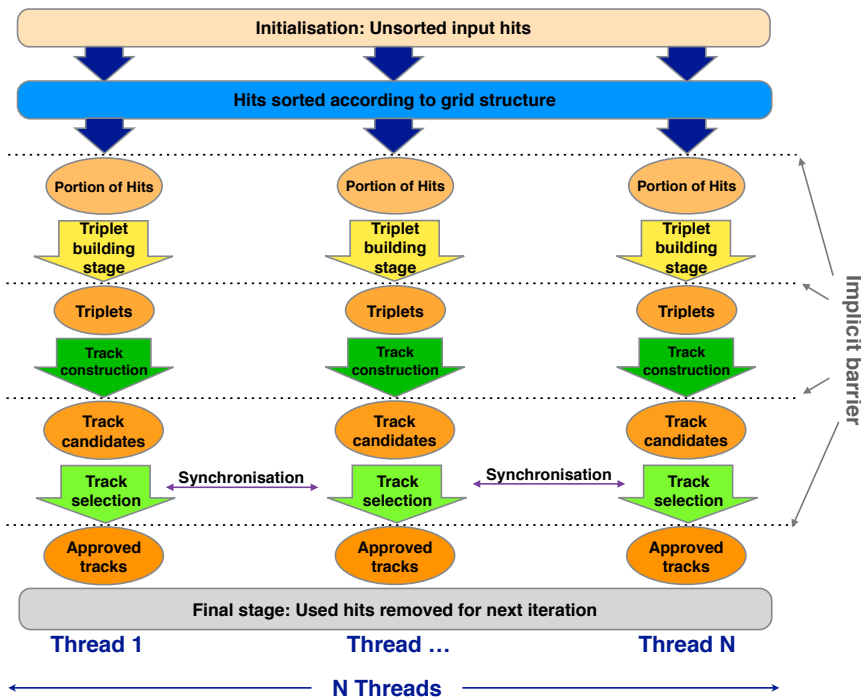 Initialisation: Unsorted input hits
Hits sorted according to grid structure
Portion of Hits
Portion of Hits
Portion of Hits
Triplet
building
stage
Triplet
building
stage
Triplet
building
stage
Triplets
Triplets
Triplets
Track
construction
Track
construction
Track
construction
Track
candidates
Track
candidates
Track
candidates
Track
selection
Synchronisation
Track
selection
Synchronisation
Track
selection
Approved
tracks
Approved
tracks
Approved
tracks
Implicit barrier
Final stage: Used hits removed for next iteration
Thread 1
Thread ...
Thread N
N Threads